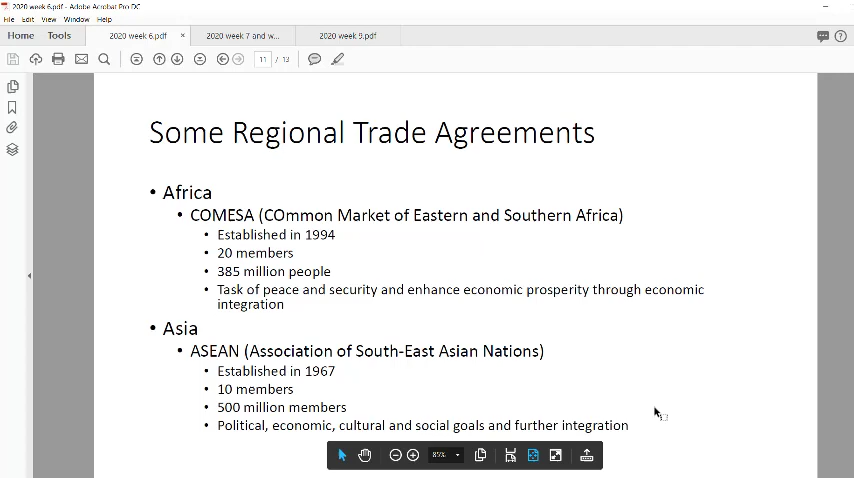 2020 week 6.pdf - Adobe Acrobat Pro DC
File Edit View Window Help
Home Tools 2020 week 6.pdf × 2020 week 7 and w... 2020 week 9.pdf
11 / 13
Some Regional Trade Agreements
• Africa
• COMESA (COmmon Market of Eastern and Southern Africa)
• Established in 1994
• 20 members
• 385 million people
• Task of peace and security and enhance economic prosperity through economic
integration
• Asia
• ASEAN (Association of South-East Asian Nations)
• Established in 1967
• 10 members
• 500 million members
• Political, economic, cultural and social goals and further integration
85%